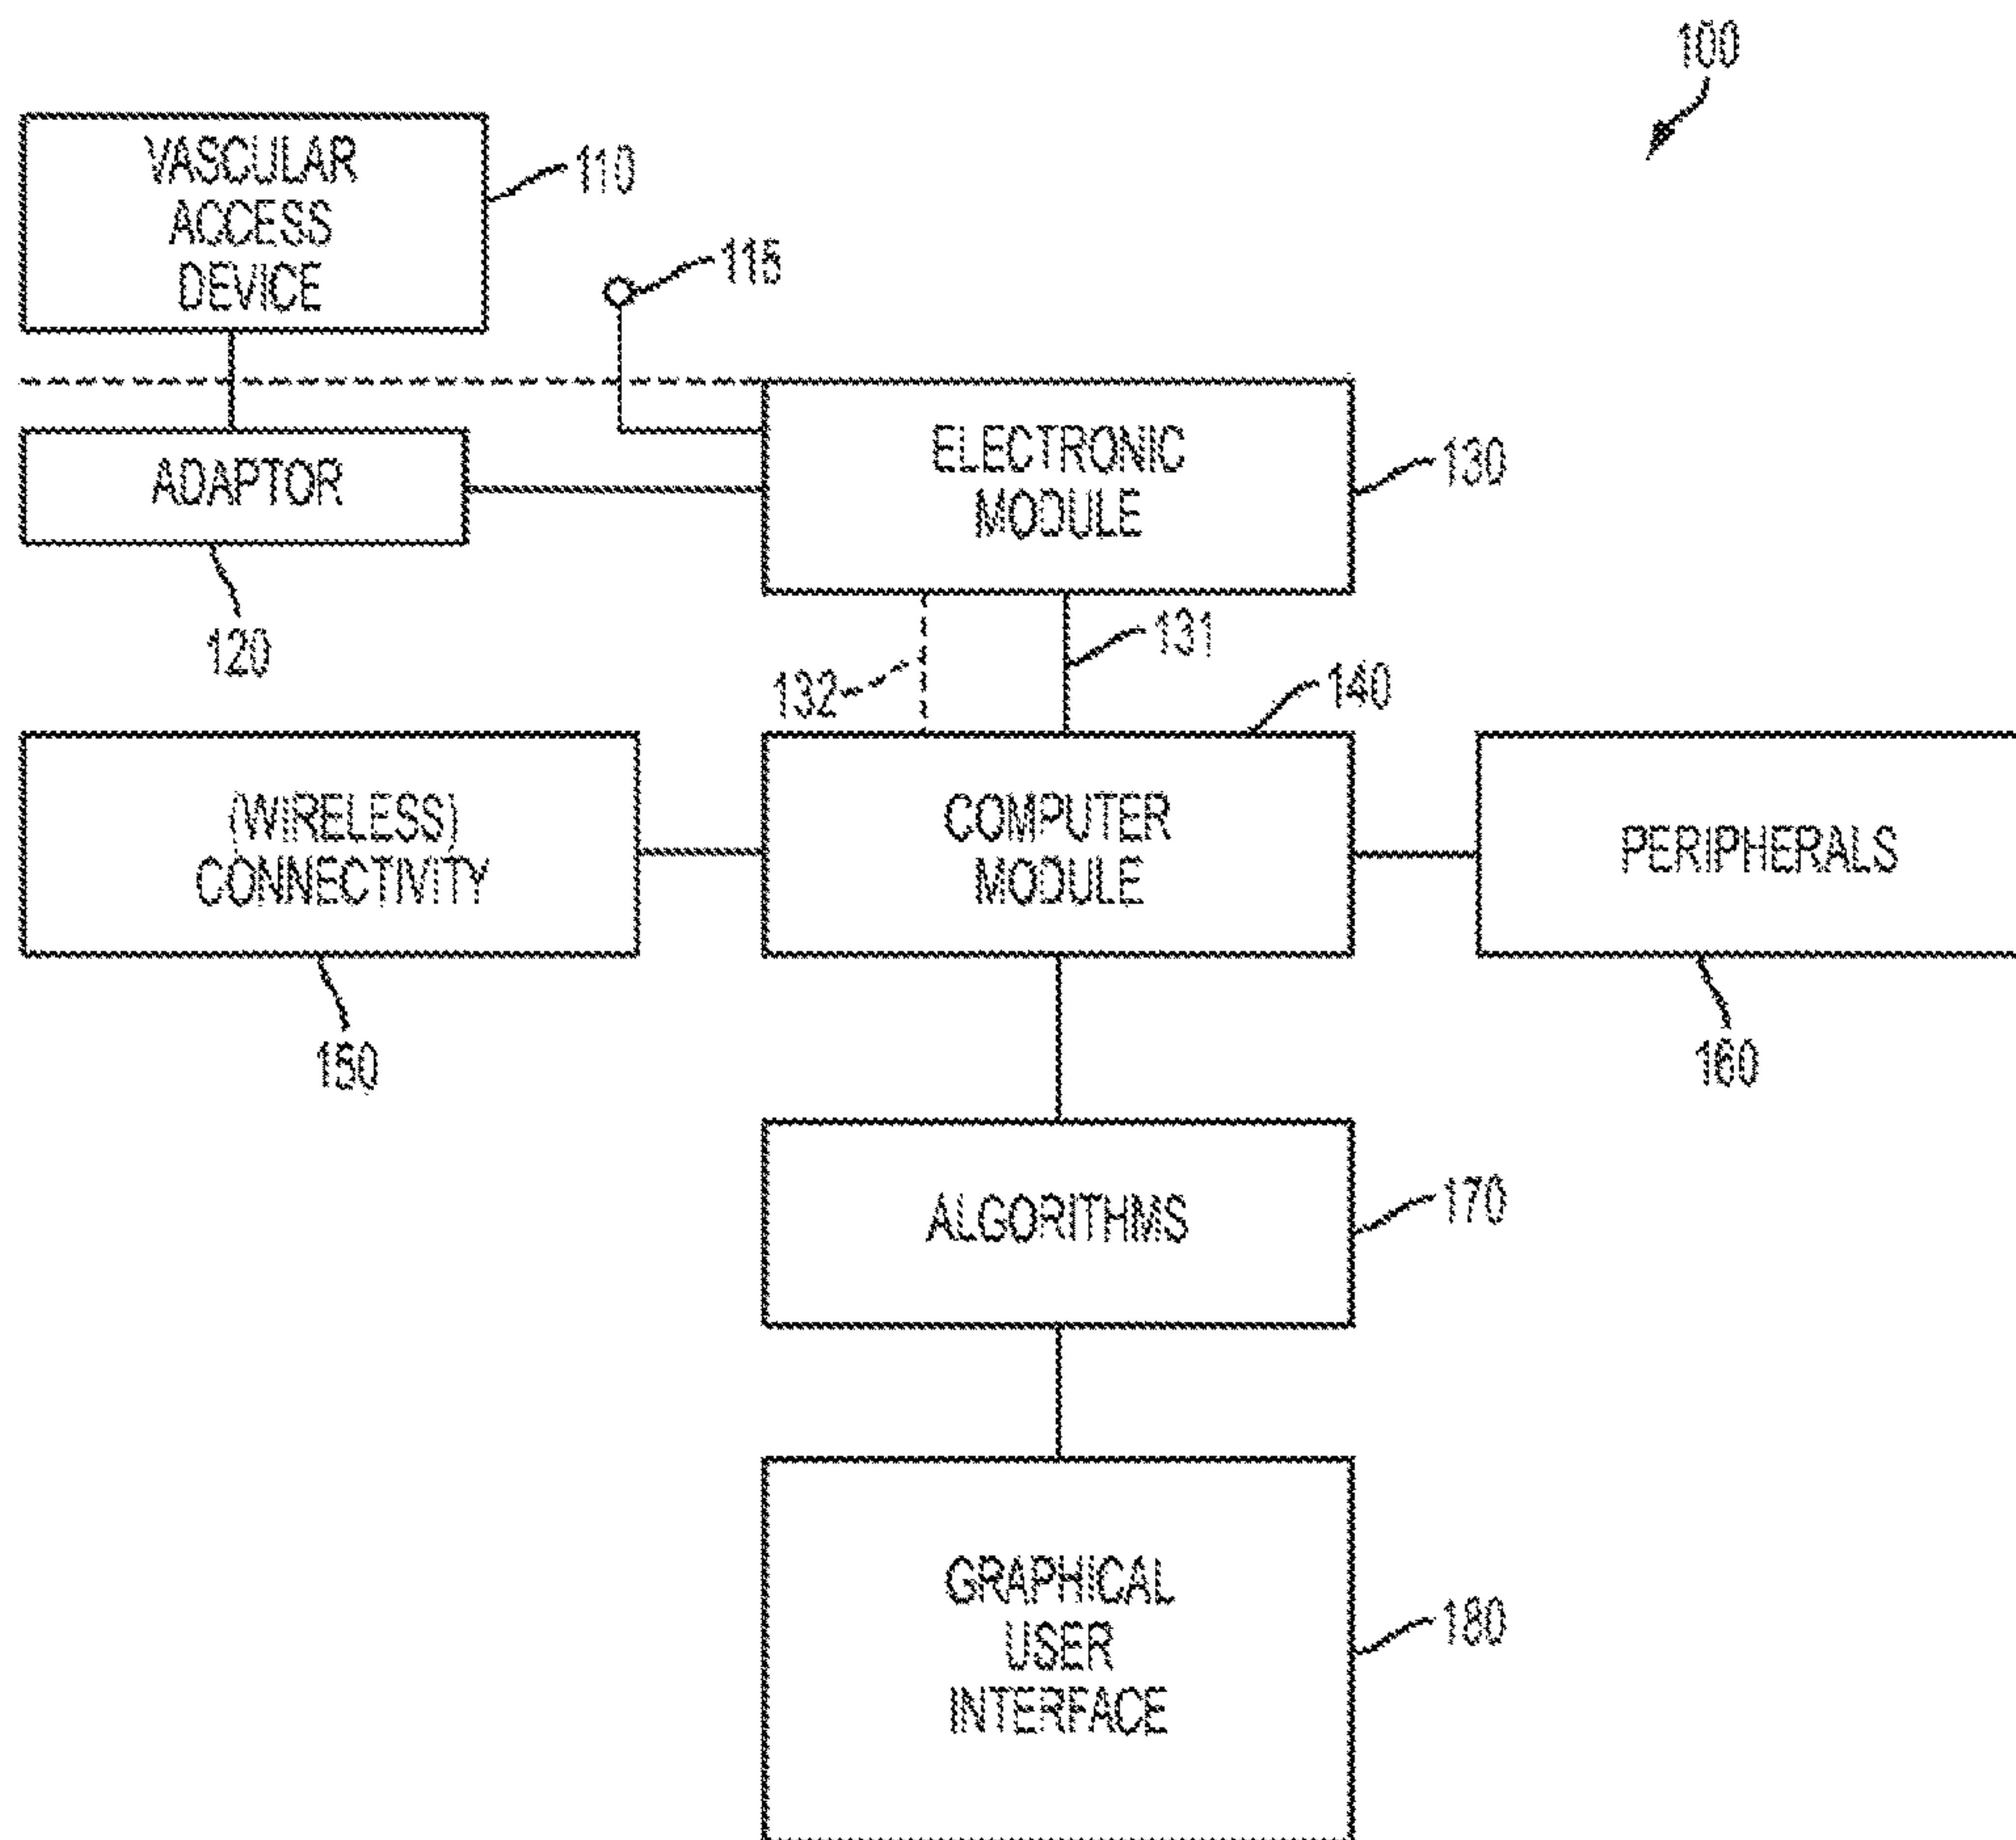 100
VASCULAR
ACCESS
DEVICE
110
115
ELECTRONIC
MODULE
130
ADAPTOR
120
131
132
140
(WIRELESS)
CONNECTIVITY
150
COMPUTER
MODULE
PERIPHERALS
160
ALGORITHMS
170
GRAPHICAL
USER
INTERFACE
180